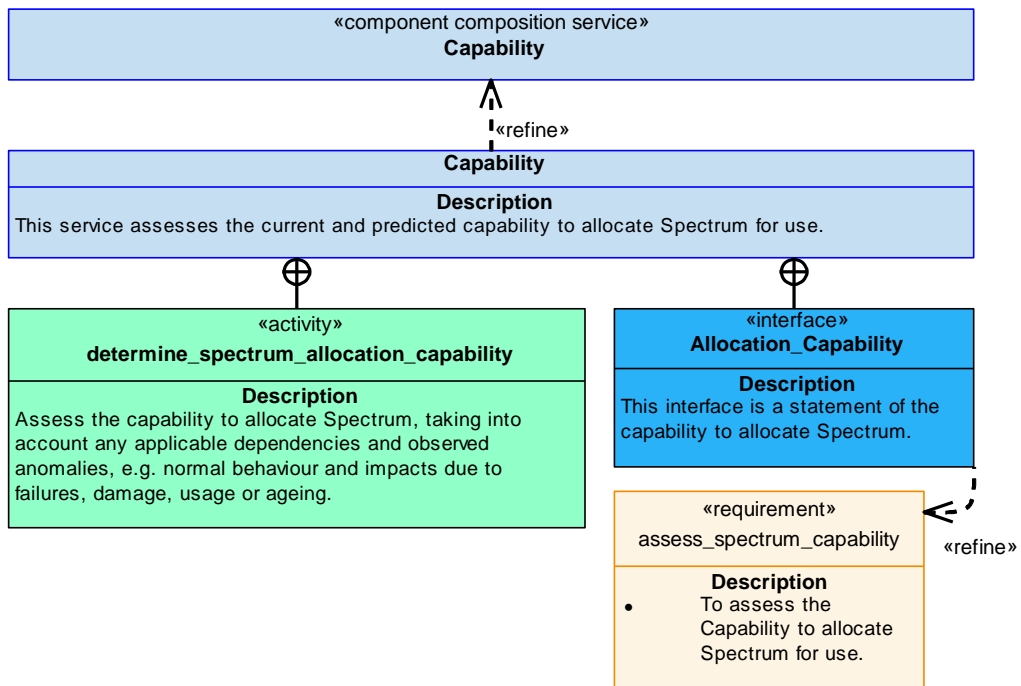 «component composition service»
Capability
«refine»
Capability
Description
This service assesses the current and predicted capability to allocate Spectrum for use.
«activity»
determine_spectrum_allocation_capability
Description
Assess the capability to allocate Spectrum, taking into
account any applicable dependencies and observed
anomalies, e.g. normal behaviour and impacts due to
failures, damage, usage or ageing.
«interface»
Allocation_Capability
Description
This interface is a statement of the
capability to allocate Spectrum.
«refine»
«requirement»
assess_spectrum_capability
Description
• To assess the
Capability to allocate
Spectrum for use.